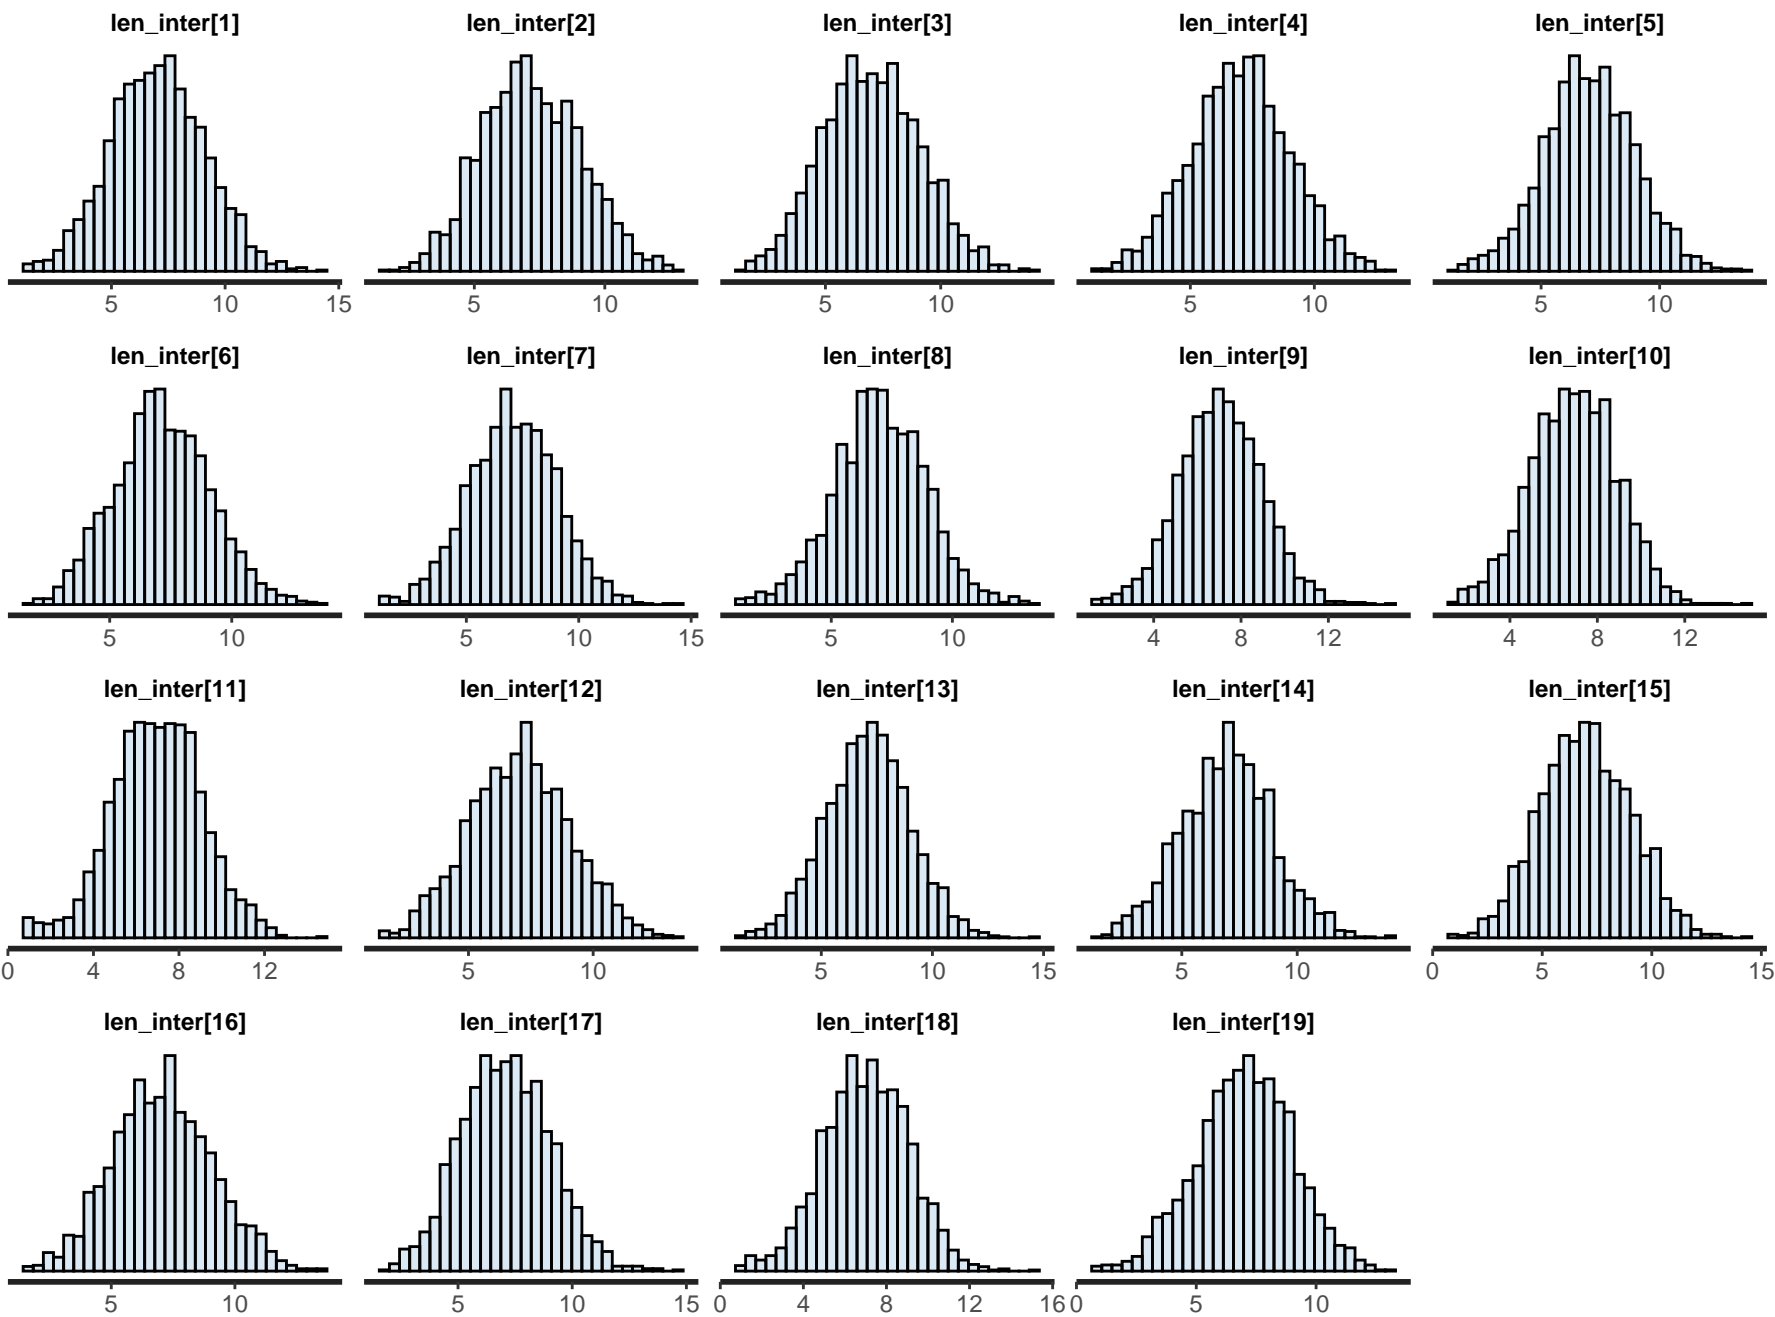 len_inter[1] len_inter[2] len_inter[3] len_inter[4] len_inter[5]
5 10 15 5 10 5 10 5 10 5 10
len_inter[6] len_inter[7] len_inter[8] len_inter[9] len_inter[10]
5 10 5 10 15 5 10 4 8 12 4 8 12
len_inter[11] len_inter[12] len_inter[13] len_inter[14] len_inter[15]
0 4 8 12 5 10 5 10 15 5 10 0 5 10 15
len_inter[16] len_inter[17] len_inter[18] len_inter[19]
5 10 5 10 15 0 4 8 12 16 0 5 10